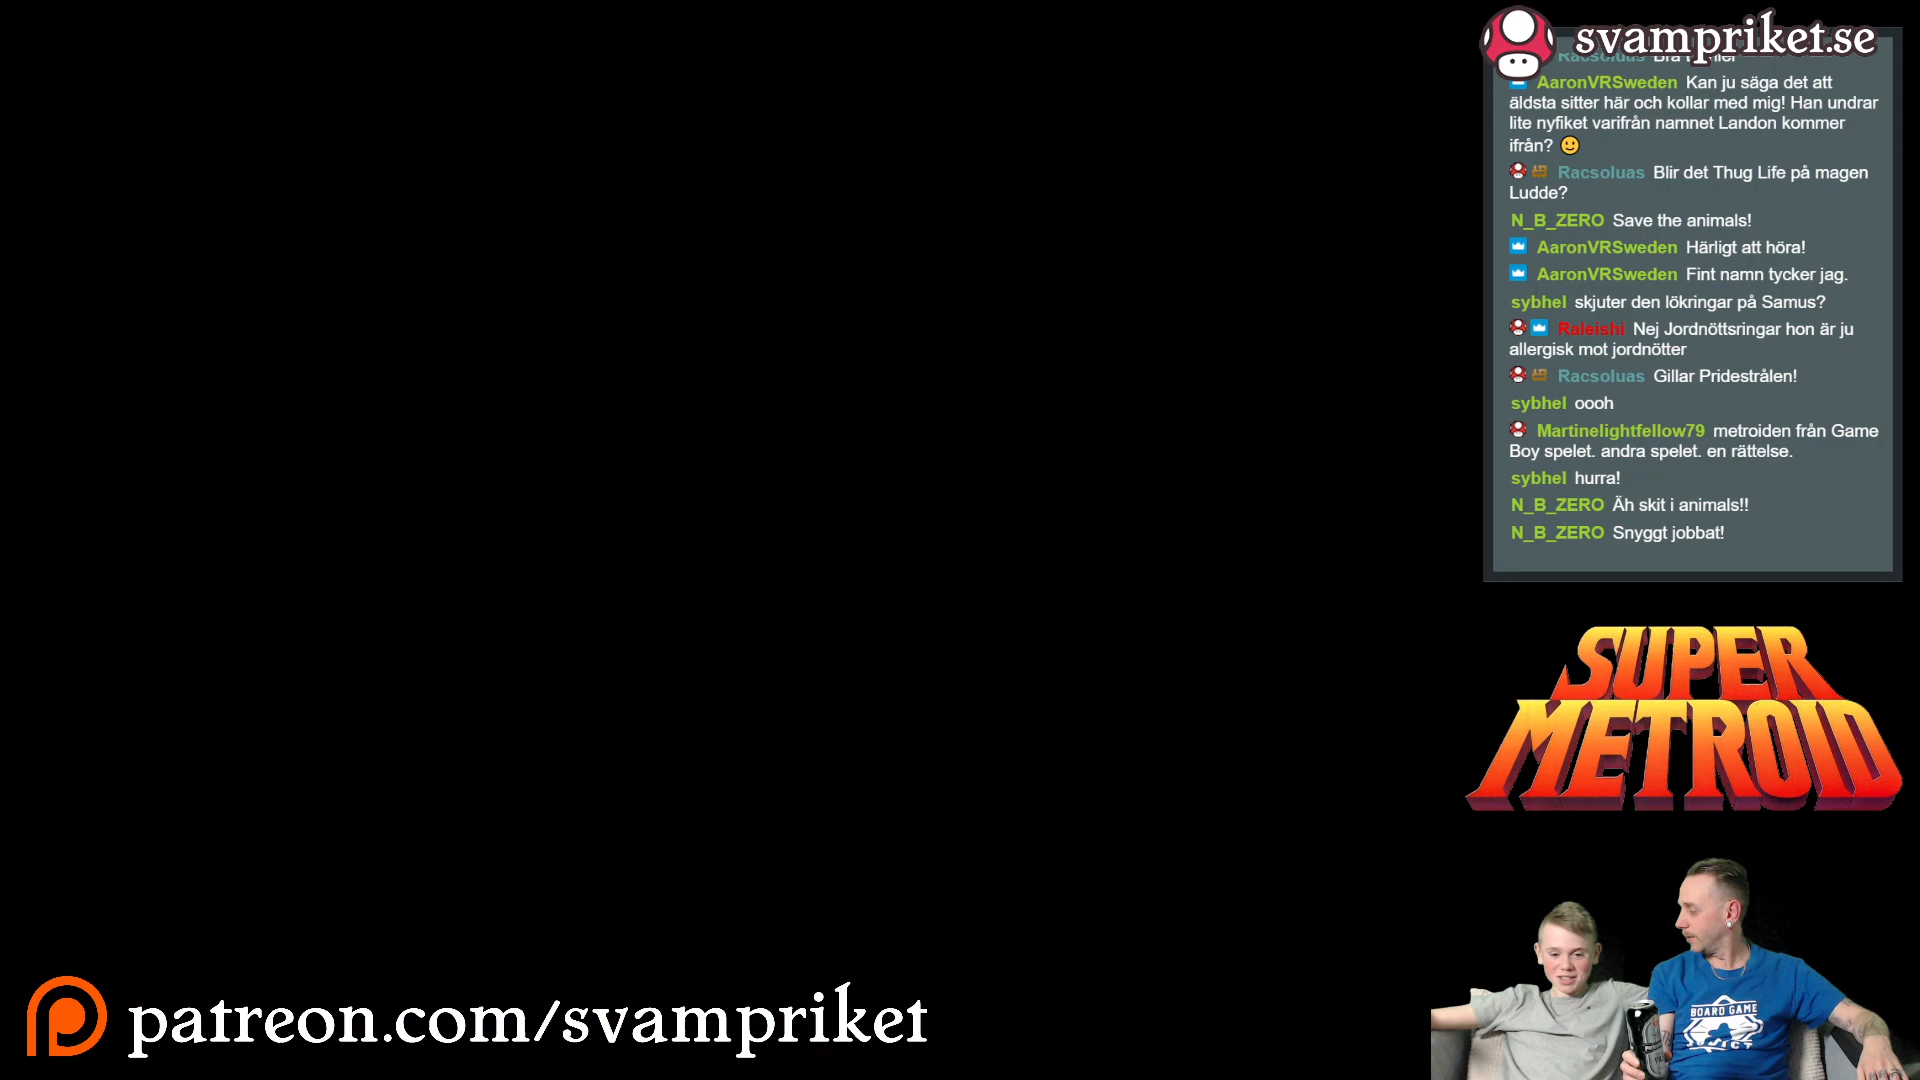 svampriket.se
Racsoluas Bra
AaronVRSweden Kan ju säga det att
äldsta sitter här och kollar med mig! Han undrar
lite nyfiket varifrån namnet Landon kommer
ifrån?
Racsoluas Blir det Thug Life på magen
Ludde?
N_B_ZERO Save the animals!
AaronVRSweden Härligt att höra!
AaronVRSweden Fint namn tycker jag.
sybhel skjuter den lökringar på Samus?
Raleishi Nej Jordnöttsringar hon är ju
allergisk mot jordnötter
Racsoluas Gillar Pridestrålen!
sybhel oooh
Martinelightfellow79 metroiden från Game
Boy spelet. andra spelet. en rättelse.
sybhel hurra!
N_B_ZERO Äh skit i animals!!
N_B_ZERO Snyggt jobbat!
SUPER
METROID
BOARD GAME
patreon.com/svampriket